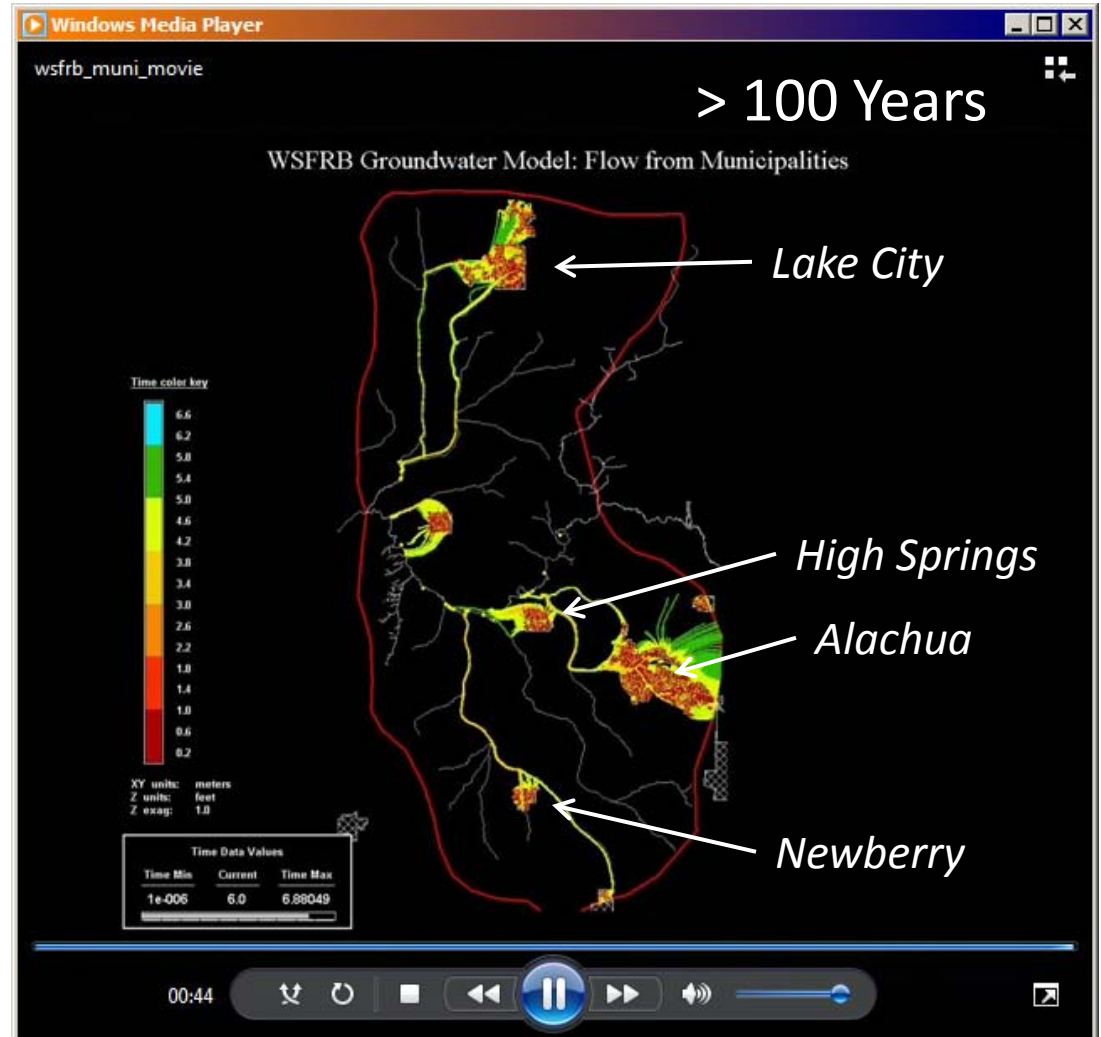 Windows Media Player
wsfrb_muni_movie
> 100 Years
WSFRB Groundwater Model: Flow from Municipalities
Lake City
Time color key
6.6
6.2
5.8
5.4
5.0
4.6
4.2
3.8
3.4
3.0
2.6
2.2
1.8
1.4
1.0
0.6
0.2
High Springs
Alachua
XY units: meters
Z units: feet
Z exag: 1.0
Newberry
Time Data Values
Time Min Current Time Max
1e-006 6.0 6.88049
00:44